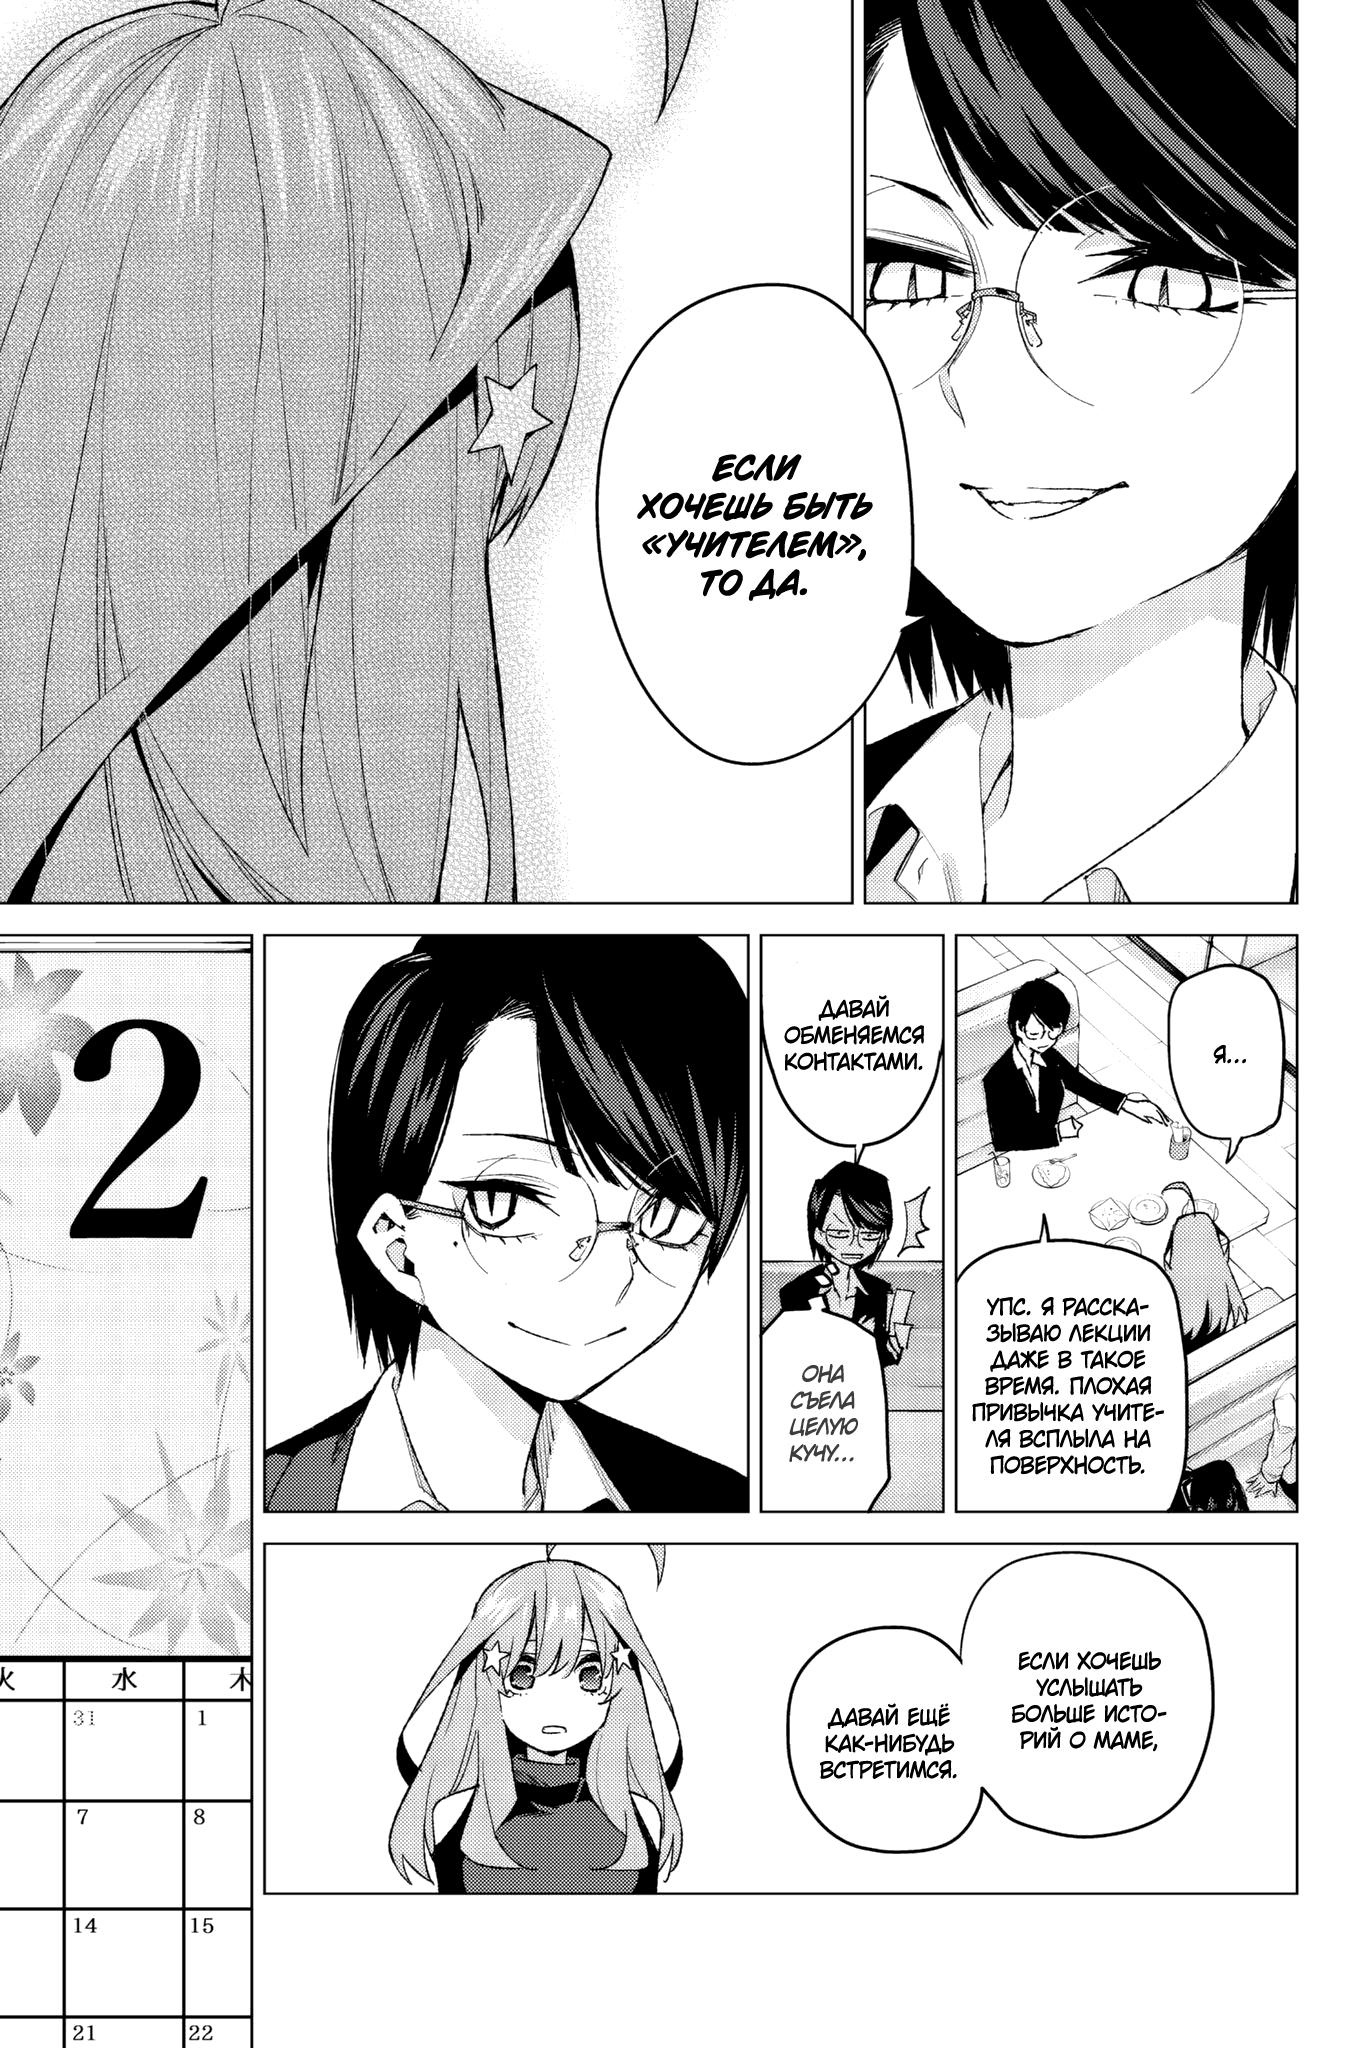 ЕСЛИ
ХОЧЕШЬ БЫТЬ
«УЧИТЕЛЕМ»,
ТО ДА.
Я...
УПС. Я РАССКА-
ЗЫВАЮ ЛЕКЦИИ
ДАЖЕ В ТАКОЕ
ВРЕМЯ. ПЛОХАЯ
ПРИВЫЧКА УЧИТЕ-
ЛЯ ВСПЛЫЛА НА
ПОВЕРХНОСТЬ.
ДАВАЙ
ОБМЕНЯЕМСЯ
КОНТАКТАМИ.
ОНА
СЪЕЛА
ЦЕЛУЮ
КУЧУ...
ЕСЛИ ХОЧЕШЬ
УСЛЫШАТЬ
БОЛЬШЕ ИСТО-
РИЙ О МАМЕ,
ДАВАЙ ЕЩЁ
КАК-НИБУДЬ
ВСТРЕТИМСЯ.
2
火 水 木
31 1
7 8
14 15
21 22